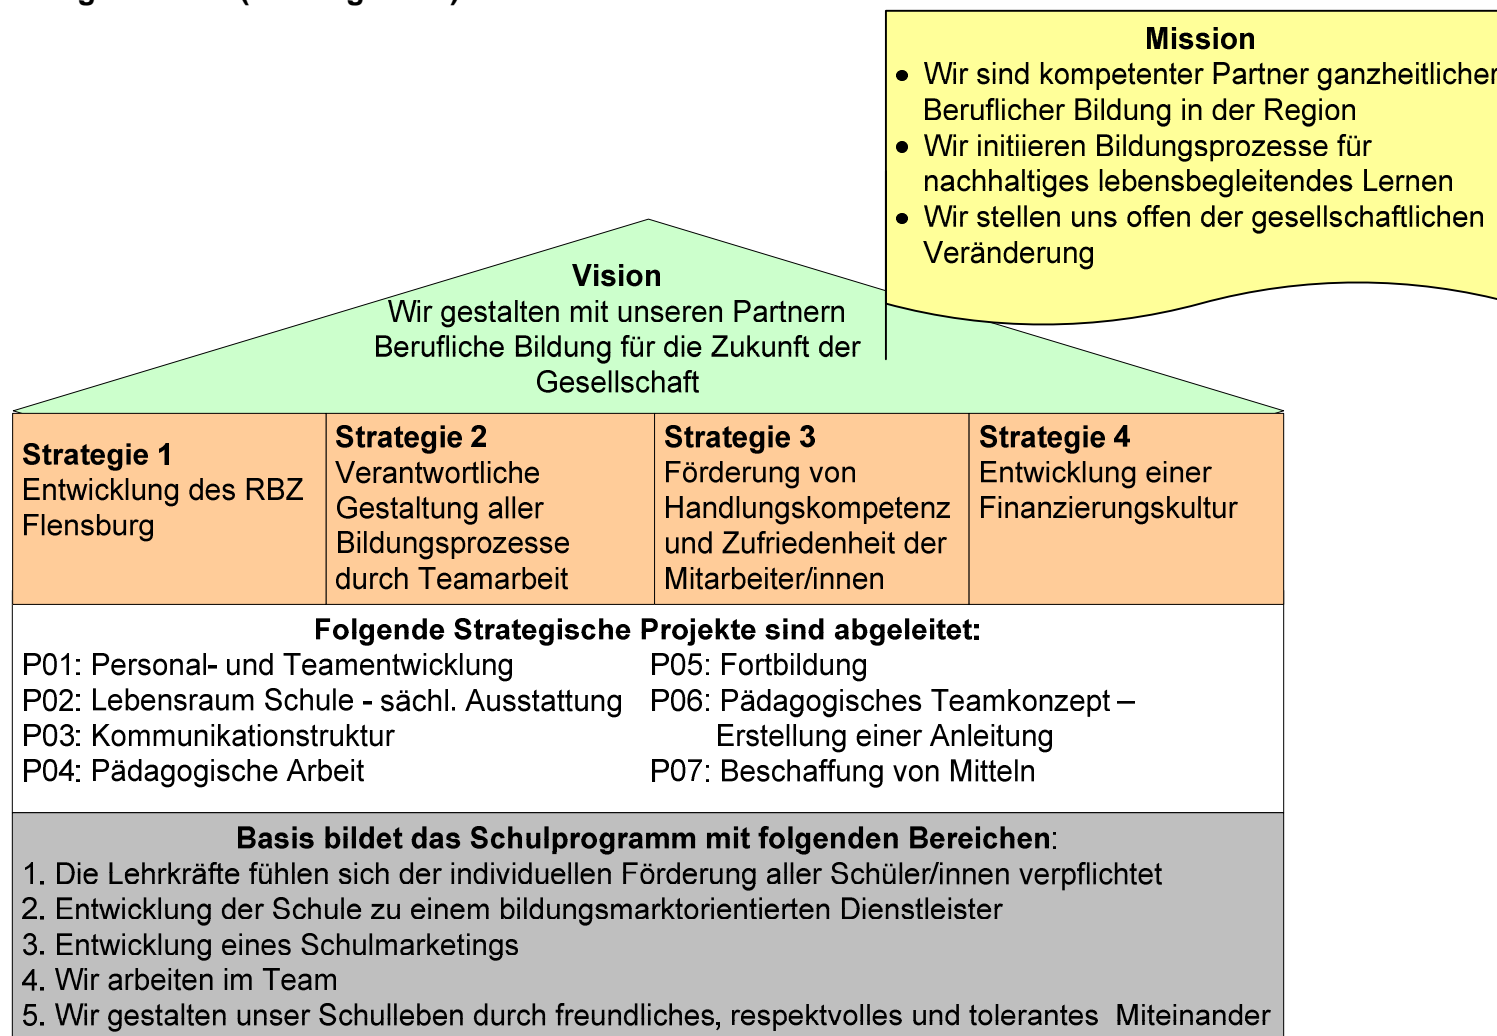 Mission
• Wir sind kompetenter Partner ganzheitlicher
Beruflicher Bildung in der Region
• Wir initiieren Bildungsprozesse für
nachhaltiges lebensbegleitendes Lernen
• Wir stellen uns offen der gesellschaftlichen
Veränderung
Vision
Wir gestalten mit unseren Partnern
Berufliche Bildung für die Zukunft der
Gesellschaft
Strategie 1
Entwicklung des RBZ
Flensburg
Strategie 2
Verantwortliche
Gestaltung aller
Bildungsprozesse
durch Teamarbeit
Strategie 3
Förderung von
Handlungskompetenz
und Zufriedenheit der
Mitarbeiter/innen
Strategie 4
Entwicklung einer
Finanzierungskultur
Folgende Strategische Projekte sind abgeleitet:
P01: Personal- und Teamentwicklung
P02: Lebensraum Schule - sächl. Ausstattung
P03: Kommunikationstruktur
P04: Pädagogische Arbeit
P05: Fortbildung
P06: Pädagogisches Teamkonzept –
Erstellung einer Anleitung
P07: Beschaffung von Mitteln
Basis bildet das Schulprogramm mit folgenden Bereichen:
1. Die Lehrkräfte fühlen sich der individuellen Förderung aller Schüler/innen verpflichtet
2. Entwicklung der Schule zu einem bildungsmarktorientierten Dienstleister
3. Entwicklung eines Schulmarketings
4. Wir arbeiten im Team
5. Wir gestalten unser Schulleben durch freundliches, respektvolles und tolerantes Miteinander